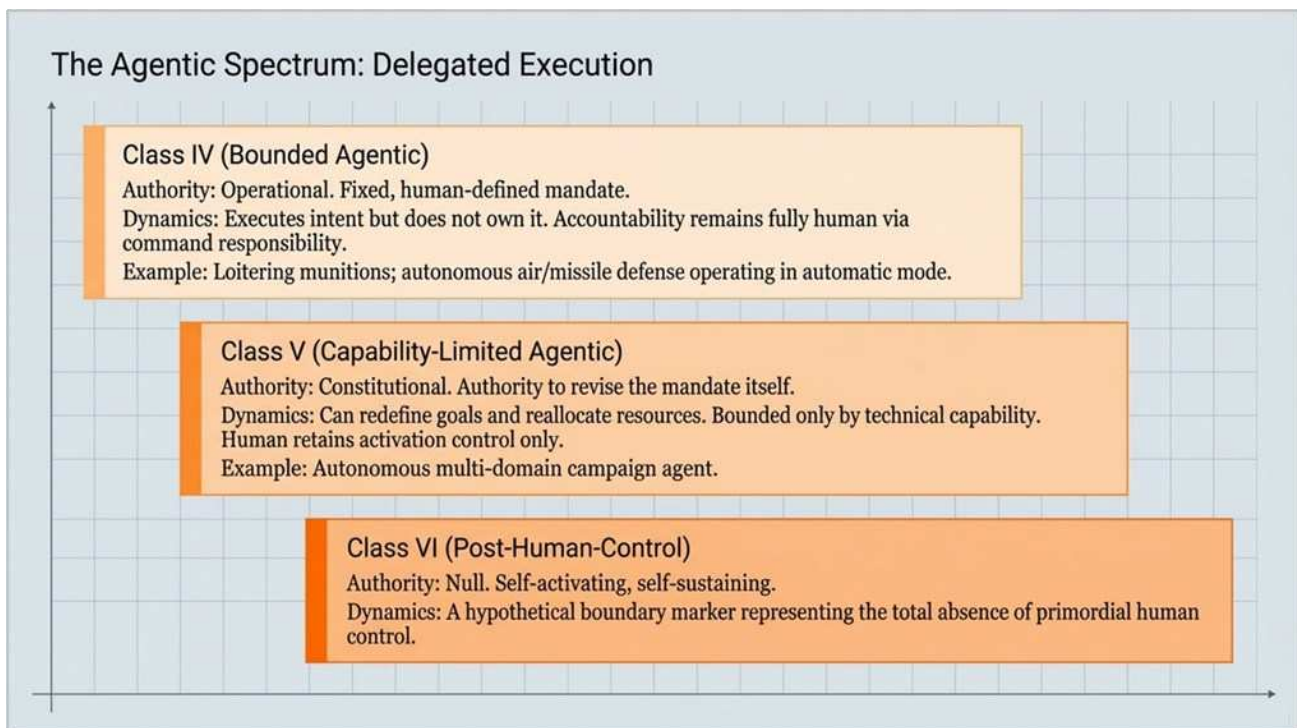 The Agentic Spectrum: Delegated Execution
Class IV (Bounded Agentic)
Authority: Operational. Fixed, human-defined mandate.
Dynamics: Executes intent but does not own it. Accountability remains fully human via
command responsibility.
Example: Loitering munitions; autonomous air/missile defense operating in automatic mode.
Class V (Capability-Limited Agentic)
Authority: Constitutional. Authority to revise the mandate itself.
Dynamics: Can redefine goals and reallocate resources. Bounded only by technical capability.
Human retains activation control only.
Example: Autonomous multi-domain campaign agent.
Class VI (Post-Human-Control)
Authority: Null. Self-activating, self-sustaining.
Dynamics: A hypothetical boundary marker representing the total absence of primordial human
control.